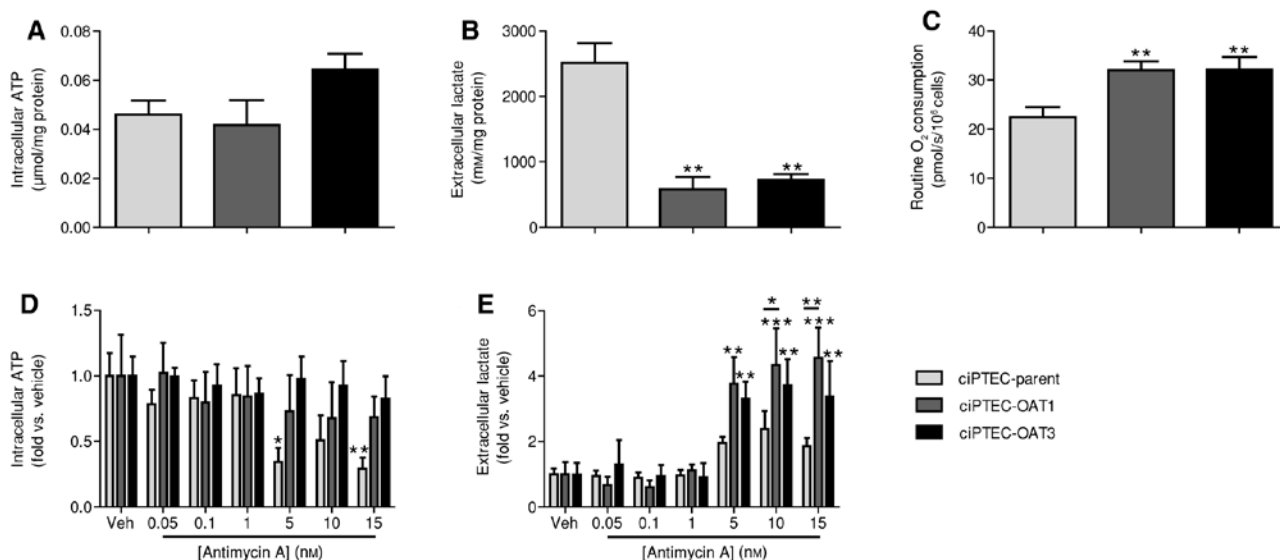 A
Intracellular ATP
(µmol/mg protein)
0.08
0.06
0.04
0.02
0.00
B
Extracellular lactate
(mM/mg protein)
3000
2000
1000
0
**
**
C
Routine O2 consumption
(pmol/s/10⁶ cells)
40
30
20
10
0
**
**
D
Intracellular ATP
(fold vs. vehicle)
1.5
1.0
0.5
0.0
*
**
Veh 0.05 0.1 1 5 10 15
[Antimycin A] (nM)
E
Extracellular lactate
(fold vs. vehicle)
6
4
2
0
* **
*** ***
** ** ** **
Veh 0.05 0.1 1 5 10 15
[Antimycin A] (nM)
ciPTEC-parent
ciPTEC-OAT1
ciPTEC-OAT3